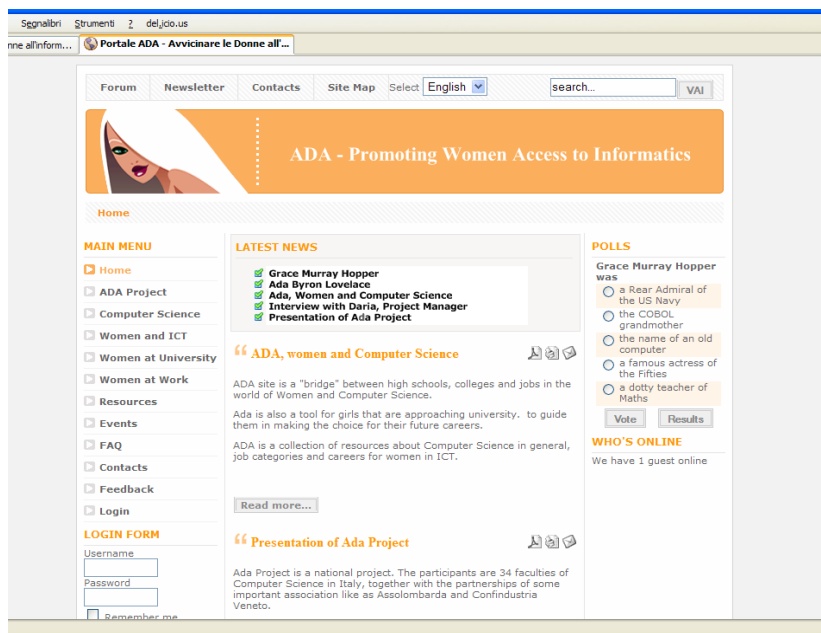 Segnalibri Strumenti ? del.icio.us
nne all'inform... Portale ADA - Avvicinare le Donne all'...
Forum Newsletter Contacts Site Map Select English search... VAI
ADA - Promoting Women Access to Informatics
Home
MAIN MENU
Home
ADA Project
Computer Science
Women and ICT
Women at University
Women at Work
Resources
Events
FAQ
Contacts
Feedback
Login
LOGIN FORM
Username
Password
Remember me
LATEST NEWS
Grace Murray Hopper
Ada Byron Lovelace
Ada, Women and Computer Science
Interview with Daria, Project Manager
Presentation of Ada Project
ADA, women and Computer Science
ADA site is a "bridge" between high schools, colleges and jobs in the
world of Women and Computer Science.
Ada is also a tool for girls that are approaching university. to guide
them in making the choice for their future careers.
ADA is a collection of resources about Computer Science in general,
job categories and careers for women in ICT.
Read more...
Presentation of Ada Project
Ada Project is a national project. The participants are 34 faculties of
Computer Science in Italy, together with the partnerships of some
important association like as Assolombarda and Confindustria
Veneto.
POLLS
Grace Murray Hopper
was
a Rear Admiral of
the US Navy
the COBOL
grandmother
the name of an old
computer
a famous actress of
the Fifties
a dotty teacher of
Maths
Vote Results
WHO'S ONLINE
We have 1 guest online